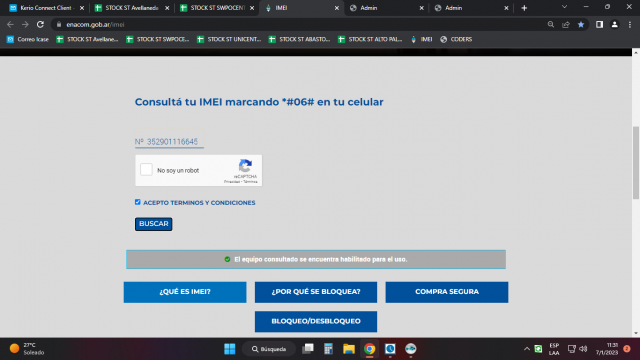 Kerio Connect Client
STOCK ST Avellaneda
STOCK ST SWPOCENT
IMEI
Admin
Admin
enacom.gob.ar/imei
Correo Icase
STOCK ST Avellane...
STOCK ST SWPOCE...
STOCK ST UNICENT...
STOCK ST ABASTO...
STOCK ST ALTO PAL...
IMEI
CODERS
Consultá tu IMEI marcando *#06# en tu celular
Nº 352901116645
No soy un robot
reCAPTCHA
Privacidad - Términos
ACEPTO TERMINOS Y CONDICIONES
BUSCAR
El equipo consultado se encuentra habilitado para el uso.
¿QUÉ ES IMEI?
¿POR QUÉ SE BLOQUEA?
COMPRA SEGURA
BLOQUEO/DESBLOQUEO
27°C
Soleado
Búsqueda
ESP
LAA
11:31
7/1/2023